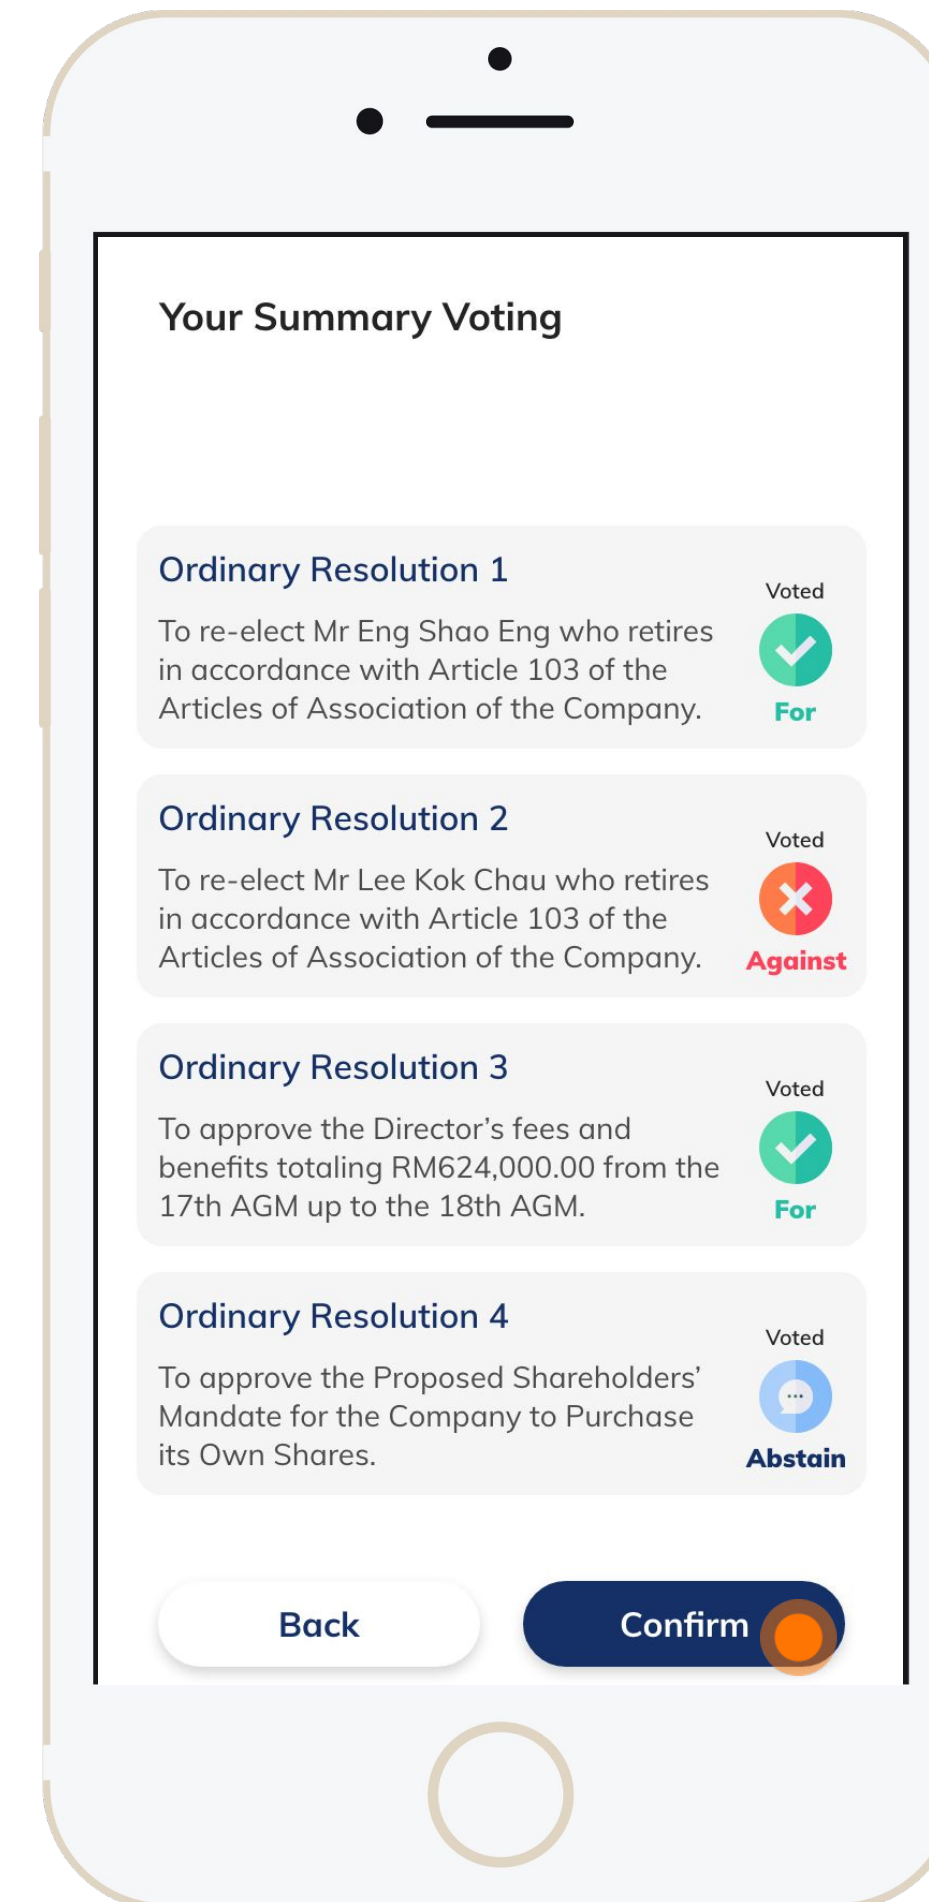 Your Summary Voting
Ordinary Resolution 1
Voted
To re-elect Mr Eng Shao Eng who retires
in accordance with Article 103 of the
Articles of Association of the Company.
For
Ordinary Resolution 2
Voted
To re-elect Mr Lee Kok Chau who retires
in accordance with Article 103 of the
Articles of Association of the Company.
Against
Ordinary Resolution 3
Voted
To approve the Director’s fees and
benefits totaling RM624,000.00 from the
17th AGM up to the 18th AGM.
For
Ordinary Resolution 4
Voted
To approve the Proposed Shareholders’
Mandate for the Company to Purchase
its Own Shares.
Abstain
Back
Confirm